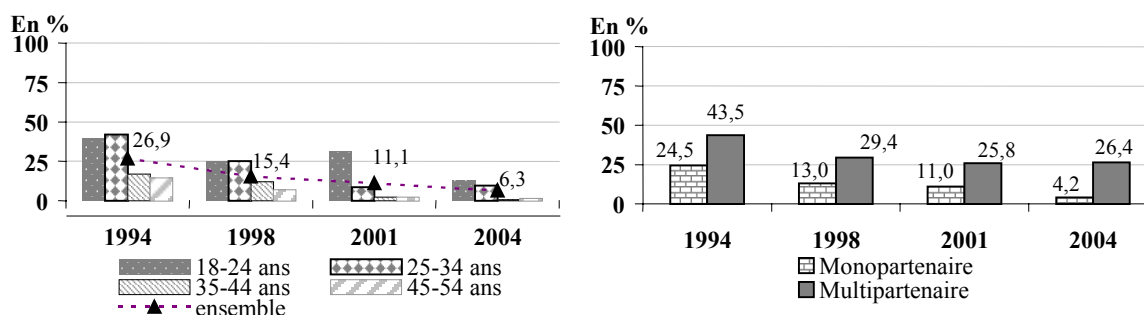 En %
100
75
50
25
0
26,9
15,4
11,1
6,3
1994 1998 2001 2004
18-24 ans 25-34 ans
35-44 ans 45-54 ans
ensemble
En %
100
75
50
25
0
24,5 43,5 13,0 29,4 11,0 25,8 4,2 26,4
1994 1998 2001 2004
Monopartenaire
Multipartenaire